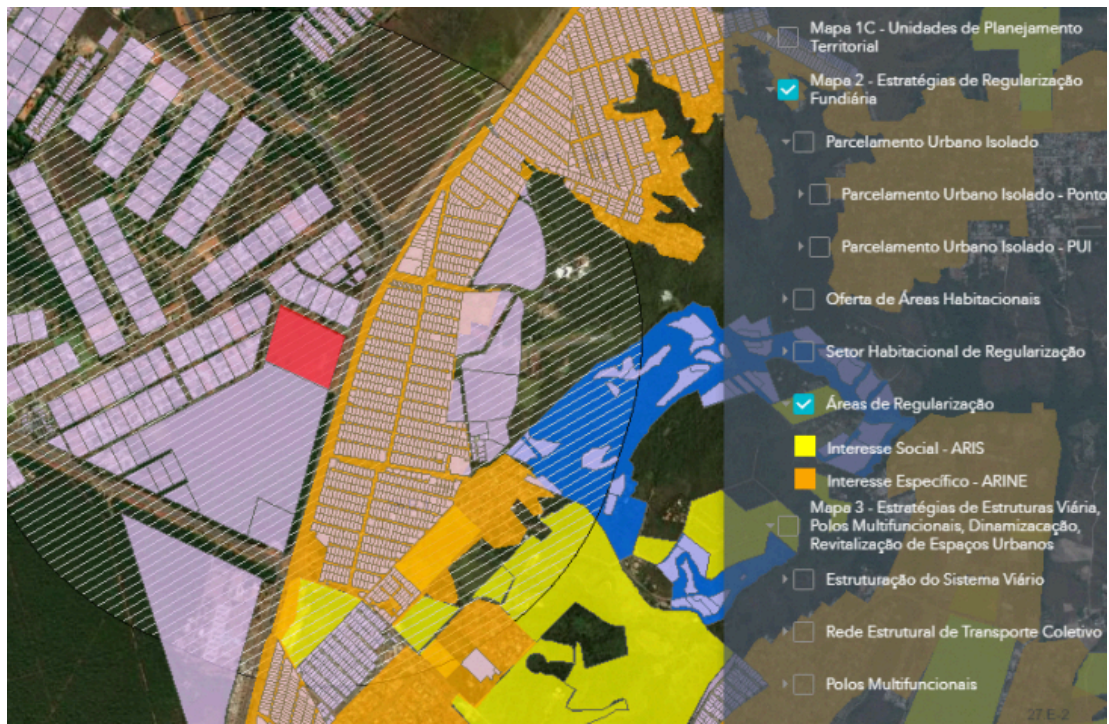 Mapa 1C - Unidades de Planejamento
Territorial
Mapa 2 - Estratégias de Regularização
Fundiária
Parcelamento Urbano Isolado
Parcelamento Urbano Isolado - Ponto
Parcelamento Urbano Isolado - PUI
Oferta de Áreas Habitacionais
Setor Habitacional de Regularização
Áreas de Regularização
Interesse Social - ARIS
Interesse Específico - ARINE
Mapa 3 - Estratégias de Estruturas Viária,
Polos Multifuncionais, Dinamizacação,
Revitalização de Espaços Urbanos
Estruturação do Sistema Viário
Rede Estrutural de Transporte Coletivo
Polos Multifuncionais
27 E 2